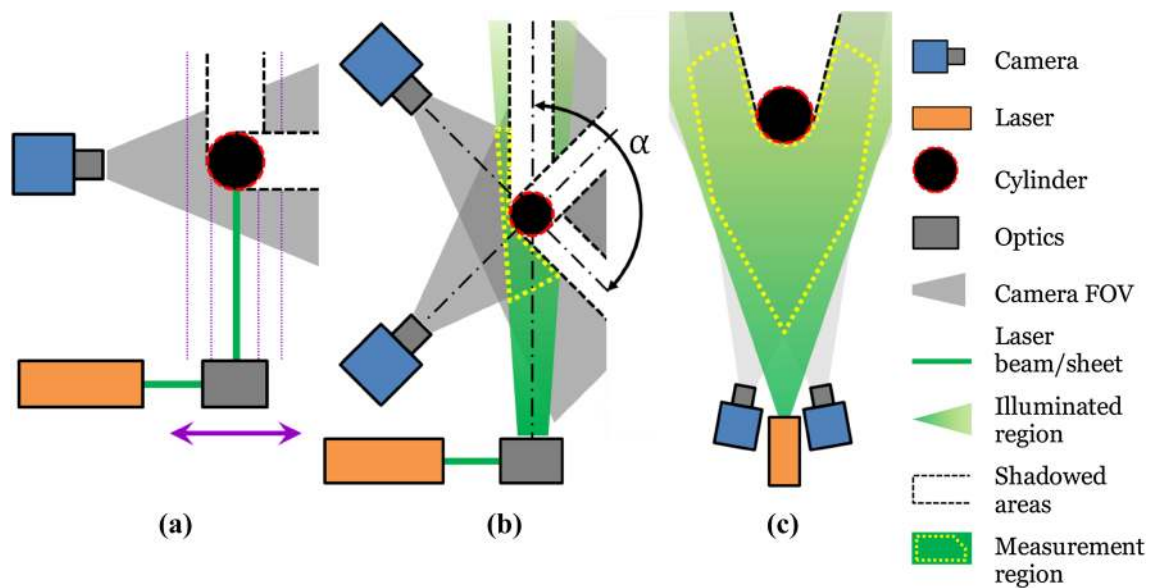 α
(a)
(b)
(c)
Camera
Laser
Cylinder
Optics
Camera FOV
Laser
beam/sheet
Illuminated
region
Shadowed
areas
Measurement
region